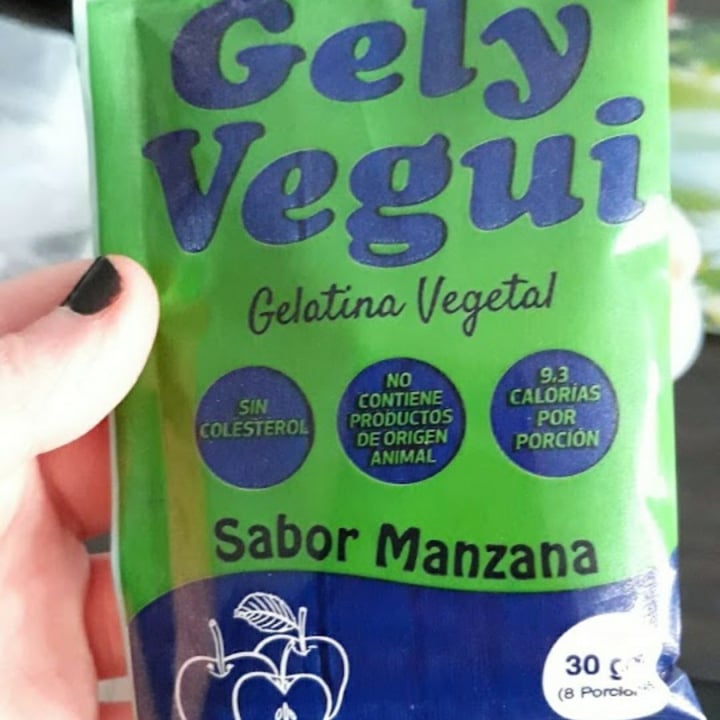 Gely
Vegui
Gelatina Vegetal
SIN
COLESTEROL
NO
CONTIENE
PRODUCTOS
DE ORIGEN
ANIMAL
9.3
CALORÍAS
POR
PORCIÓN
Sabor Manzana
30
(8